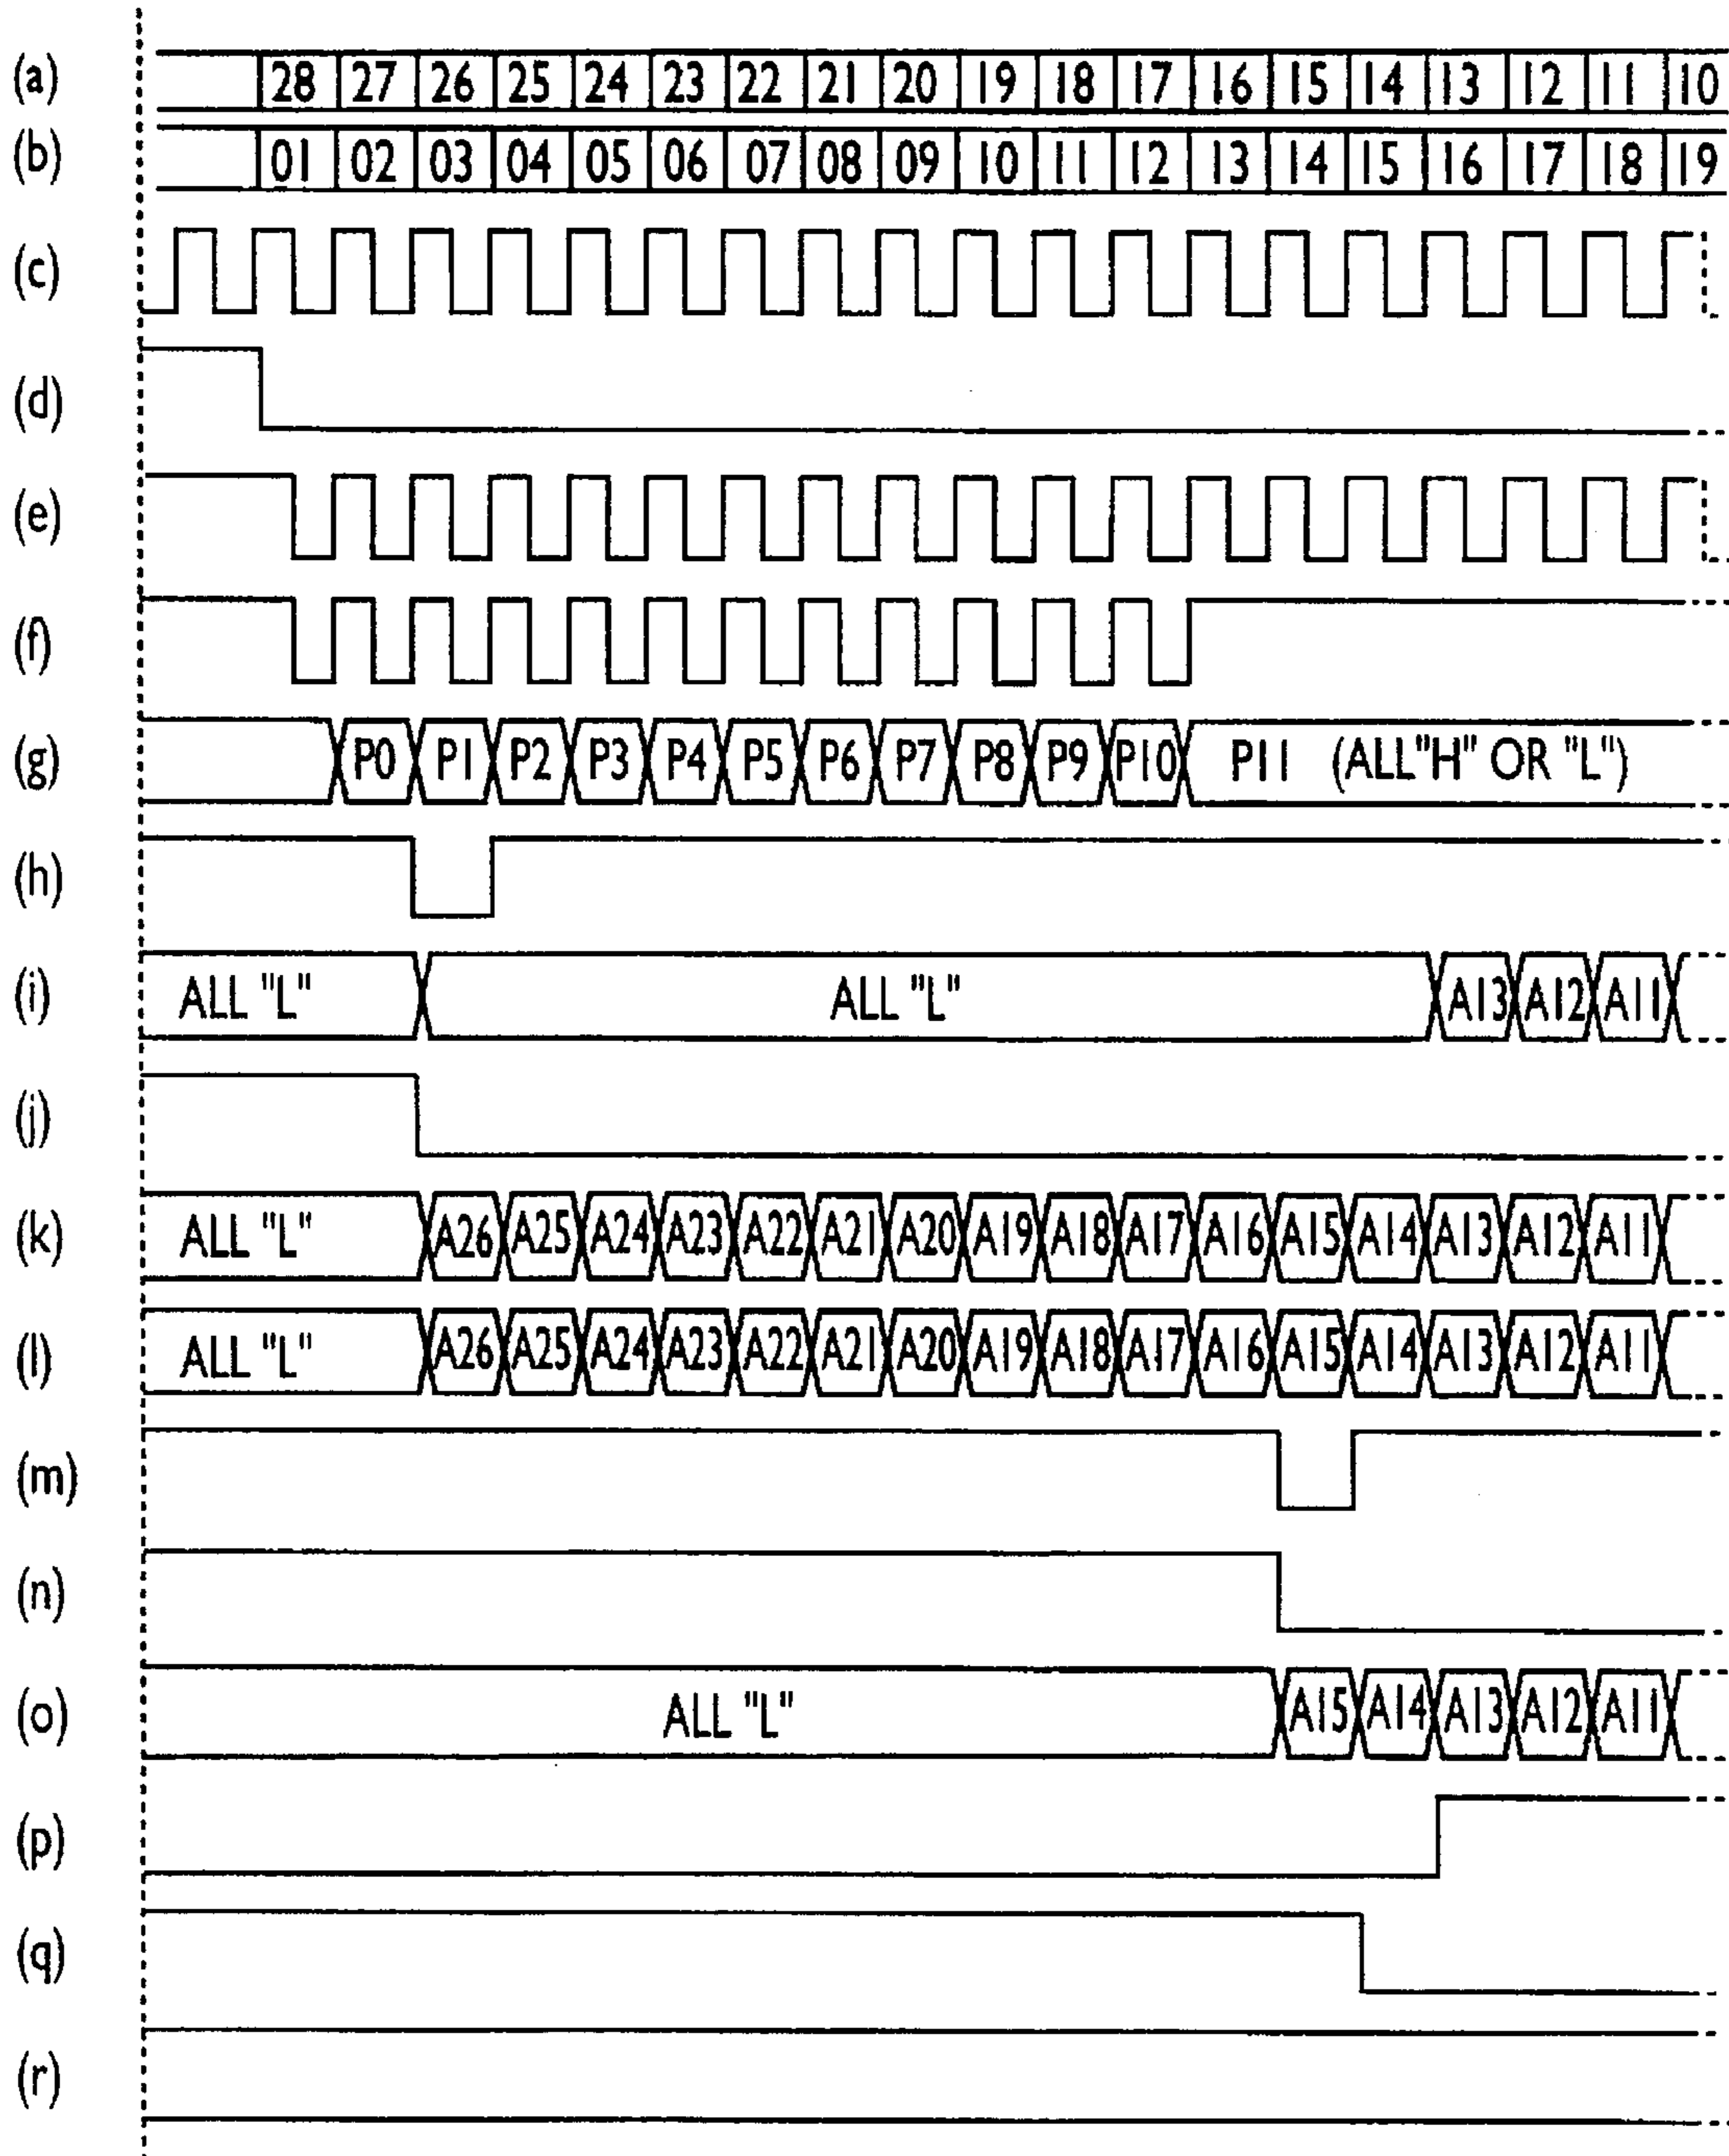 (a) 28 27 26 25 24 23 22 21 20 19 18 17 16 15 14 13 12 11 10
(b) 01 02 03 04 05 06 07 08 09 10 11 12 13 14 15 16 17 18 19
(c)
(d)
(e)
(f)
(g) P0 P1 P2 P3 P4 P5 P6 P7 P8 P9 P10 P11 (ALL"H" OR "L")
(h)
(i) ALL "L" ALL "L" A13 A12 A11
(j)
(k) ALL "L" A26 A25 A24 A23 A22 A21 A20 A19 A18 A17 A16 A15 A14 A13 A12 A11
(l) ALL "L" A26 A25 A24 A23 A22 A21 A20 A19 A18 A17 A16 A15 A14 A13 A12 A11
(m)
(n)
(o) ALL "L" A15 A14 A13 A12 A11
(p)
(q)
(r)